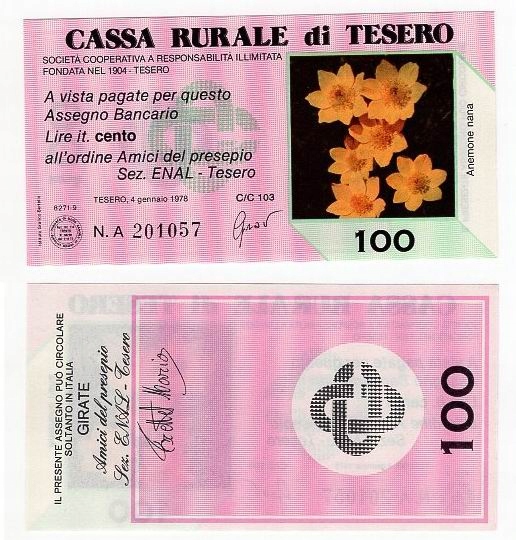 CASSA RURALE di TESERO
SOCIETÀ COOPERATIVA A RESPONSABILITÀ ILLIMITATA
FONDATA NEL 1904 - TESERO
A vista pagate per questo
Assegno Bancario
Lire it. cento
all'ordine Amici del presepio
Sez. ENAL - Tesero
6271-9
TESERO, 4 gennaio 1978
C/C 103
N. A 201057
Anemone nana
100
IL PRESENTE ASSEGNO PUÒ CIRCOLARE
SOLTANTO IN ITALIA
GIRATE
Amici del presepio
Sez. ENAL - Tesero
100